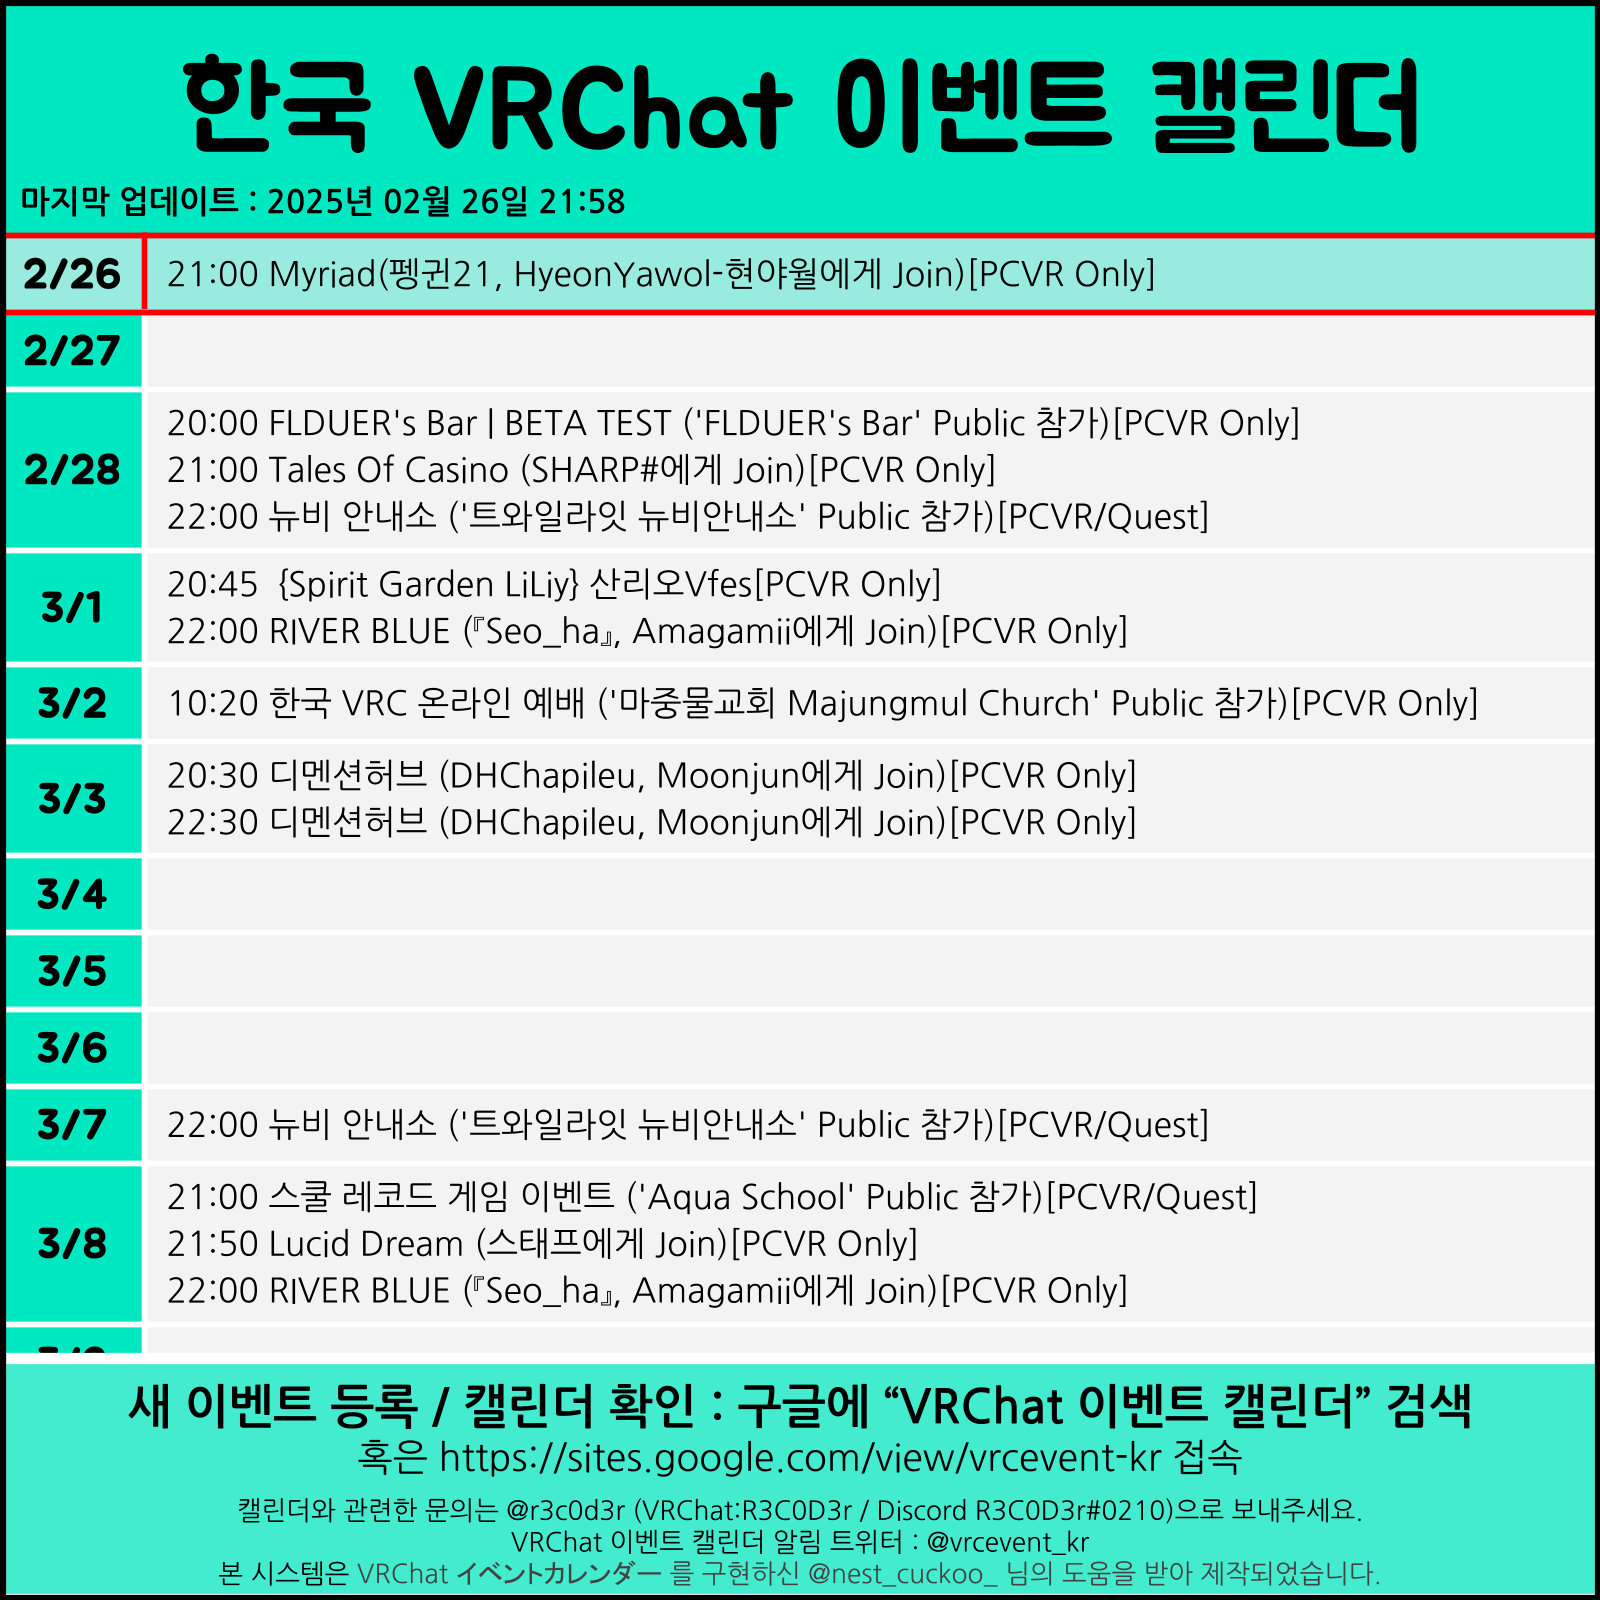 한국 VRChat 이벤트 캘린더
마지막 업데이트 : 2025년 02월 26일 21:58
2/26
21:00 Myriad(펭귄21, HyeonYawol-현야월에게 Join)[PCVR Only]
2/27
2/28
20:00 FLDUER's Bar | BETA TEST ('FLDUER's Bar' Public 참가)[PCVR Only]
21:00 Tales Of Casino (SHARP#에게 Join)[PCVR Only]
22:00 뉴비 안내소 ('트와일라잇 뉴비안내소' Public 참가)[PCVR/Quest]
3/1
20:45  {Spirit Garden LiLiy} 산리오Vfes[PCVR Only]
22:00 RIVER BLUE (『Seo_ha』, Amagamii에게 Join)[PCVR Only]
3/2
10:20 한국 VRC 온라인 예배 ('마중물교회 Majungmul Church' Public 참가)[PCVR Only]
3/3
20:30 디멘션허브 (DHChapileu, Moonjun에게 Join)[PCVR Only]
22:30 디멘션허브 (DHChapileu, Moonjun에게 Join)[PCVR Only]
3/4
3/5
3/6
3/7
22:00 뉴비 안내소 ('트와일라잇 뉴비안내소' Public 참가)[PCVR/Quest]
3/8
21:00 스쿨 레코드 게임 이벤트 ('Aqua School' Public 참가)[PCVR/Quest]
21:50 Lucid Dream (스태프에게 Join)[PCVR Only]
22:00 RIVER BLUE (『Seo_ha』, Amagamii에게 Join)[PCVR Only]
새 이벤트 등록 / 캘린더 확인 : 구글에 “VRChat 이벤트 캘린더” 검색
혹은 https://sites.google.com/view/vrcevent-kr 접속
캘린더와 관련한 문의는 @r3c0d3r (VRChat:R3C0D3r / Discord R3C0D3r#0210)으로 보내주세요.
VRChat 이벤트 캘린더 알림 트위터 : @vrcevent_kr
본 시스템은 VRChat イベントカレンダー 를 구현하신 @nest_cuckoo_ 님의 도움을 받아 제작되었습니다.